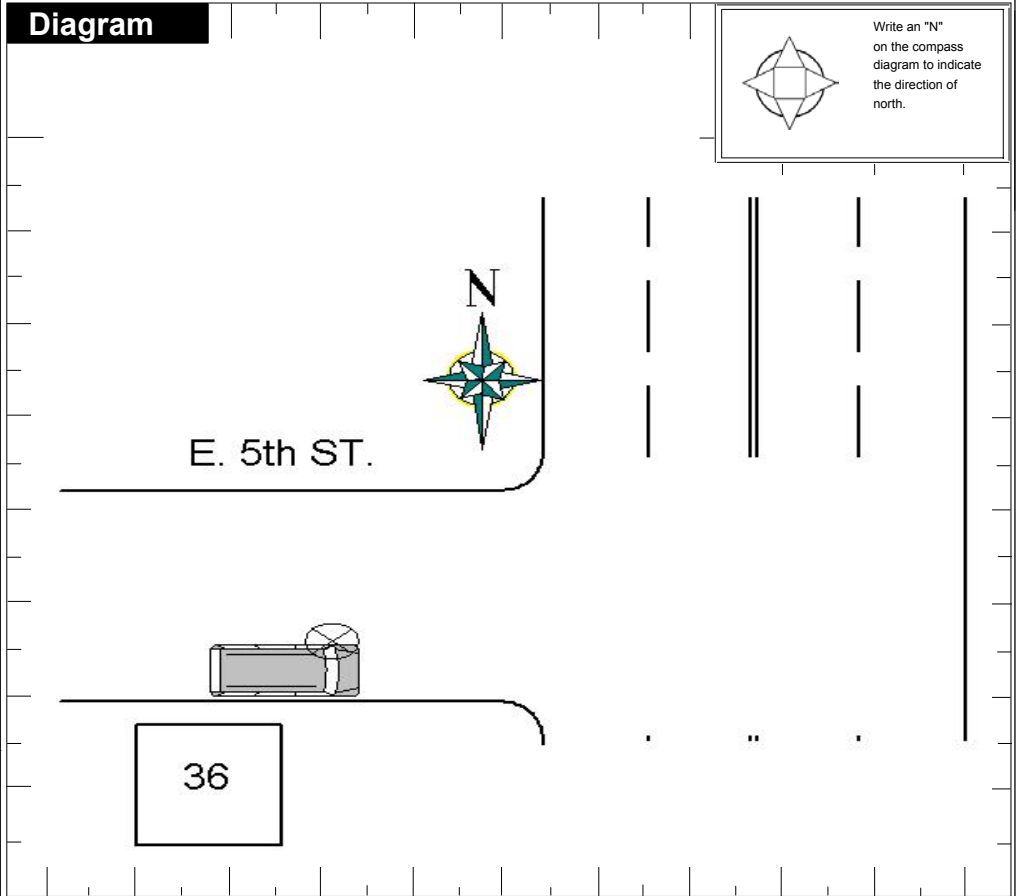 Diagram
Write an "N"
on the compass
diagram to indicate
the direction of
north.
N
E. 5th ST.
36